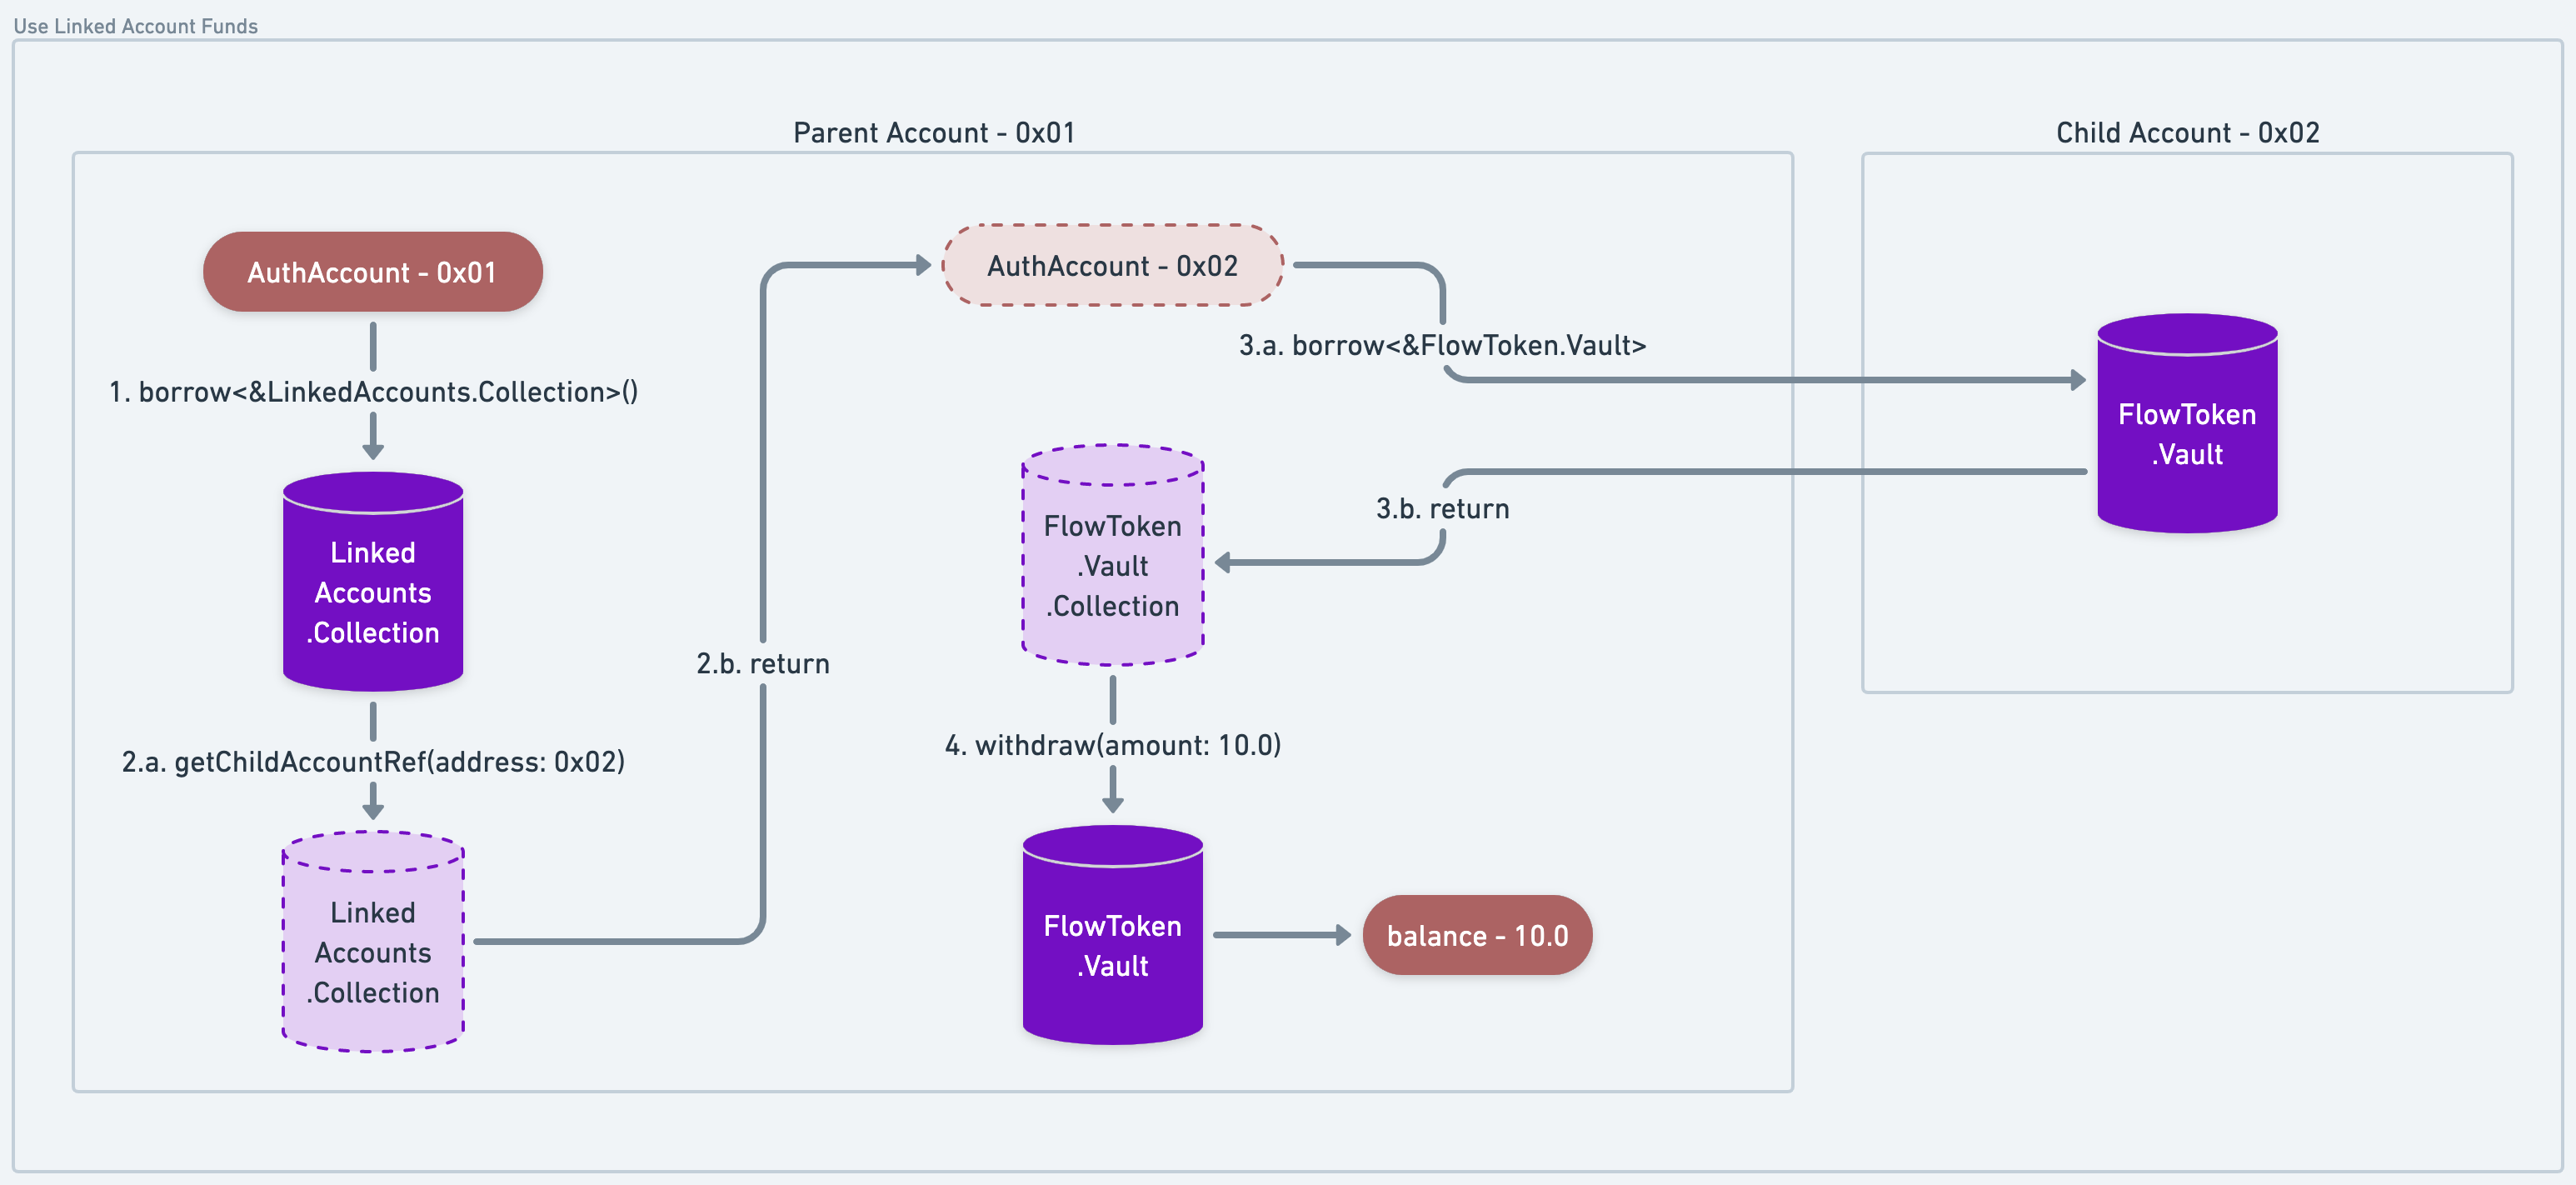 Use Linked Account Funds
Parent Account - 0x01
Child Account - 0x02
AuthAccount - 0x01
1. borrow<&LinkedAccounts.Collection>()
Linked
Accounts
.Collection
2.a. getChildAccountRef(address: 0x02)
Linked
Accounts
.Collection
2.b. return
AuthAccount - 0x02
3.a. borrow<&FlowToken.Vault>
FlowToken
.Vault
3.b. return
FlowToken
.Vault
.Collection
4. withdraw(amount: 10.0)
FlowToken
.Vault
balance - 10.0